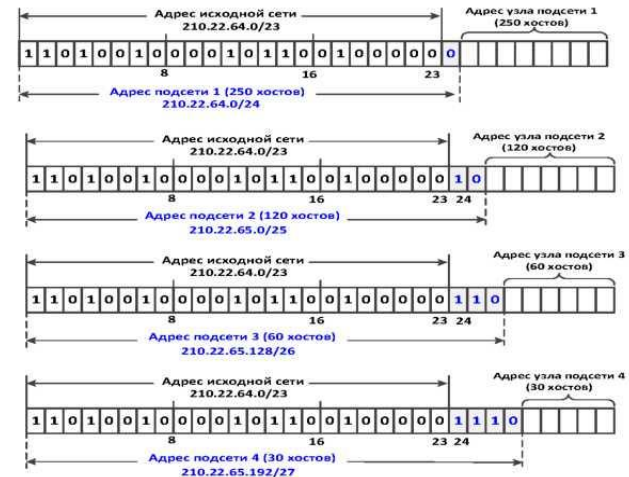 Адрес исходной сети
210.22.64.0/23
Адрес узла подсети 1
(250 хостов)
1 1 0 1 0 0 1 0 0 0 0 1 0 1 1 0 0 1 0 0 0 0 0 0
8 16 23
Адрес подсети 1 (250 хостов)
210.22.64.0/24
Адрес исходной сети
210.22.64.0/23
Адрес узла подсети 2
(120 хостов)
1 1 0 1 0 0 1 0 0 0 0 1 0 1 1 0 0 1 0 0 0 0 0 1 0
8 16 23 24
Адрес подсети 2 (120 хостов)
210.22.65.0/25
Адрес исходной сети
210.22.64.0/23
Адрес узла подсети 3
(60 хостов)
1 1 0 1 0 0 1 0 0 0 0 1 0 1 1 0 0 1 0 0 0 0 0 1 1 0
8 16 23 24
Адрес подсети 3 (60 хостов)
210.22.65.128/26
Адрес исходной сети
210.22.64.0/23
Адрес узла подсети 4
(30 хостов)
1 1 0 1 0 0 1 0 0 0 0 1 0 1 1 0 0 1 0 0 0 0 0 1 1 1 0
8 16 23 24
Адрес подсети 4 (30 хостов)
210.22.65.192/27